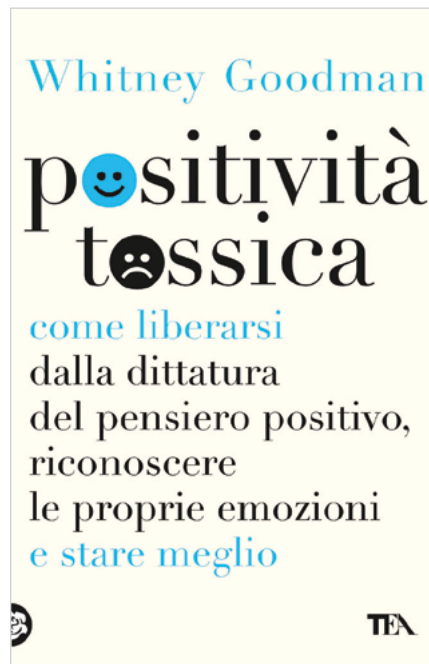 Whitney Goodman
positività
tossica
come liberarsi
dalla dittatura
del pensiero positivo,
riconoscere
le proprie emozioni
e stare meglio
TEA